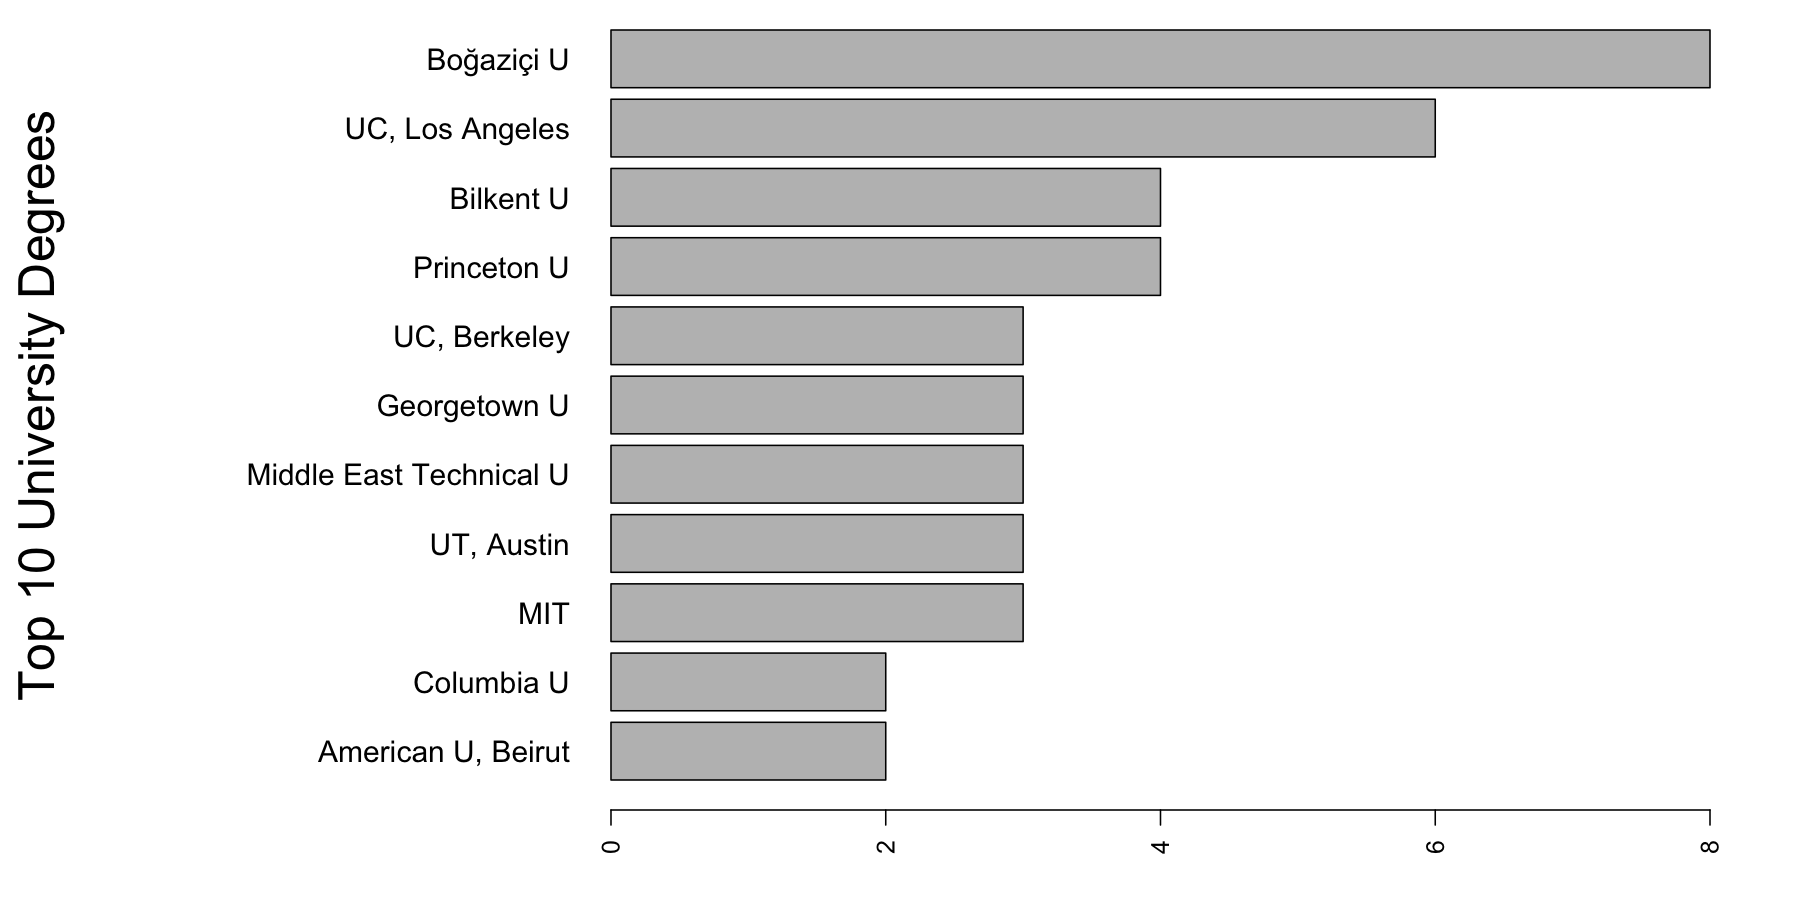 Top 10 University Degrees
Boğaziçi U
UC, Los Angeles
Bilkent U
Princeton U
UC, Berkeley
Georgetown U
Middle East Technical U
UT, Austin
MIT
Columbia U
American U, Beirut
0 2 4 6 8